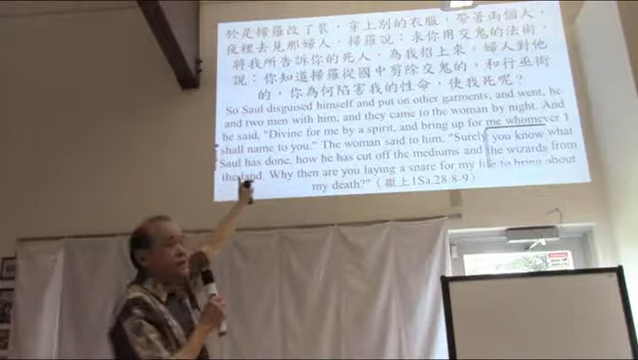 於是掃羅改了裝，穿上別的衣服，帶著兩個人，
夜裡去見那婦人。掃羅說：求你用交鬼的法術，
將我所告訴你的死人，為我招上來。婦人對他
說：你知道掃羅從國中剪除交鬼的，和行巫術
的，你為何陷害我的性命，使我死呢？
So Saul disguised himself and put on other garments, and went, he
and two men with him; and they came to the woman by night. And
he said, "Divine for me by a spirit, and bring up for me whomever I
shall name to you." The woman said to him, "Surely you know what
Saul has done, how he has cut off the mediums and the wizards from
the land. Why then are you laying a snare for my life to bring about
my death?" （撒上1Sa.28:8-9）